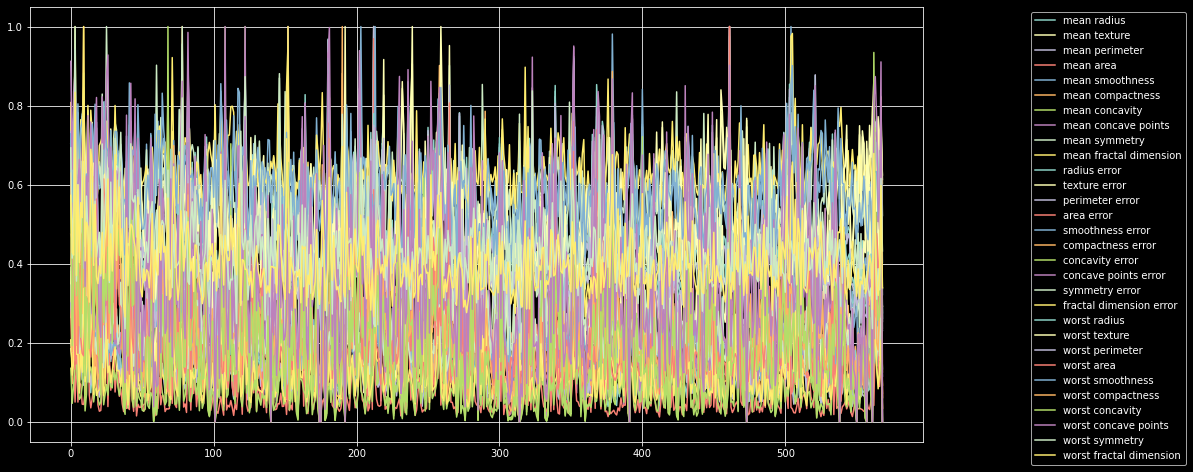 1.0
0.8
0.6
0.4
0.2
0.0
0
100
200
300
400
500
mean radius
mean texture
mean perimeter
mean area
mean smoothness
mean compactness
mean concavity
mean concave points
mean symmetry
mean fractal dimension
radius error
texture error
perimeter error
area error
smoothness error
compactness error
concavity error
concave points error
symmetry error
fractal dimension error
worst radius
worst texture
worst perimeter
worst area
worst smoothness
worst compactness
worst concavity
worst concave points
worst symmetry
worst fractal dimension